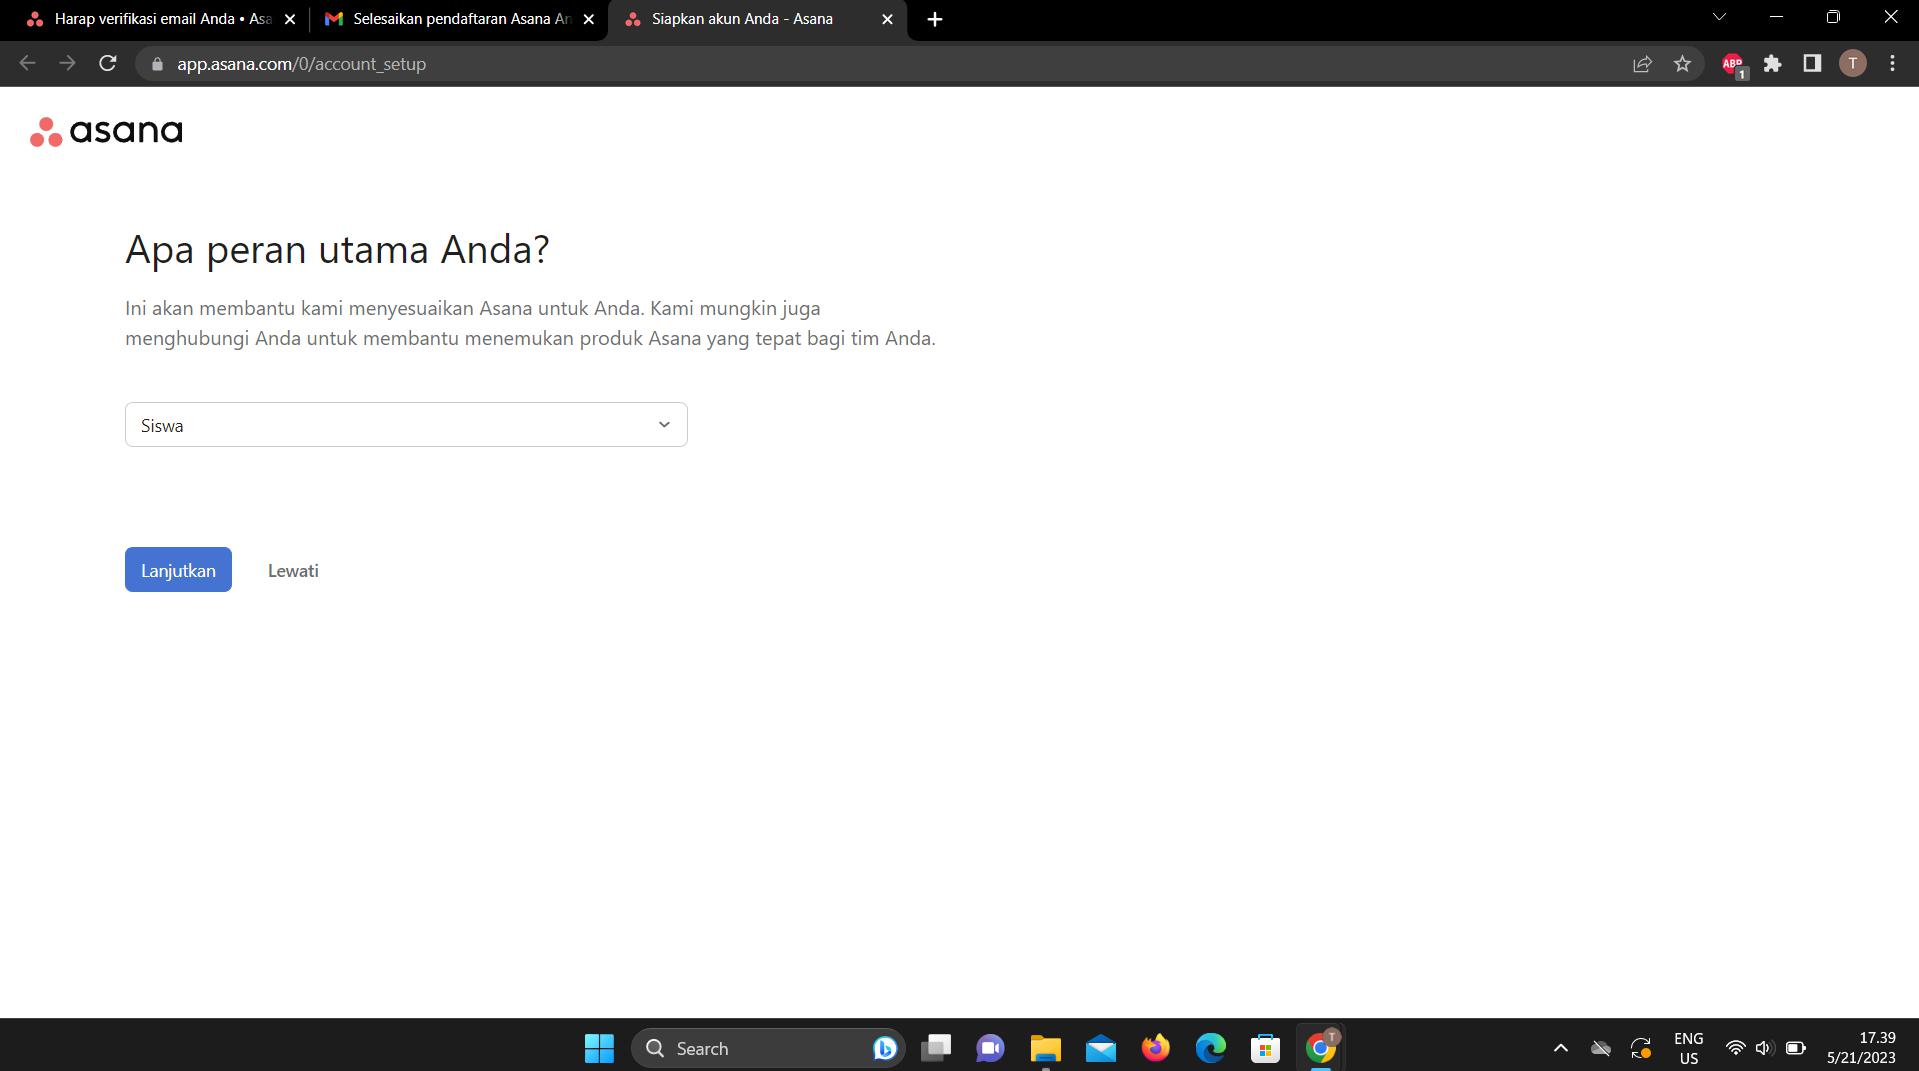 Harap verifikasi email Anda • Asa
Selesaikan pendaftaran Asana An
Siapkan akun Anda - Asana
app.asana.com/0/account_setup
ABP
1
T
asana
Apa peran utama Anda?
Ini akan membantu kami menyesuaikan Asana untuk Anda. Kami mungkin juga
menghubungi Anda untuk membantu menemukan produk Asana yang tepat bagi tim Anda.
Siswa
Lanjutkan
Lewati
Search
T
ENG
US
17.39
5/21/2023